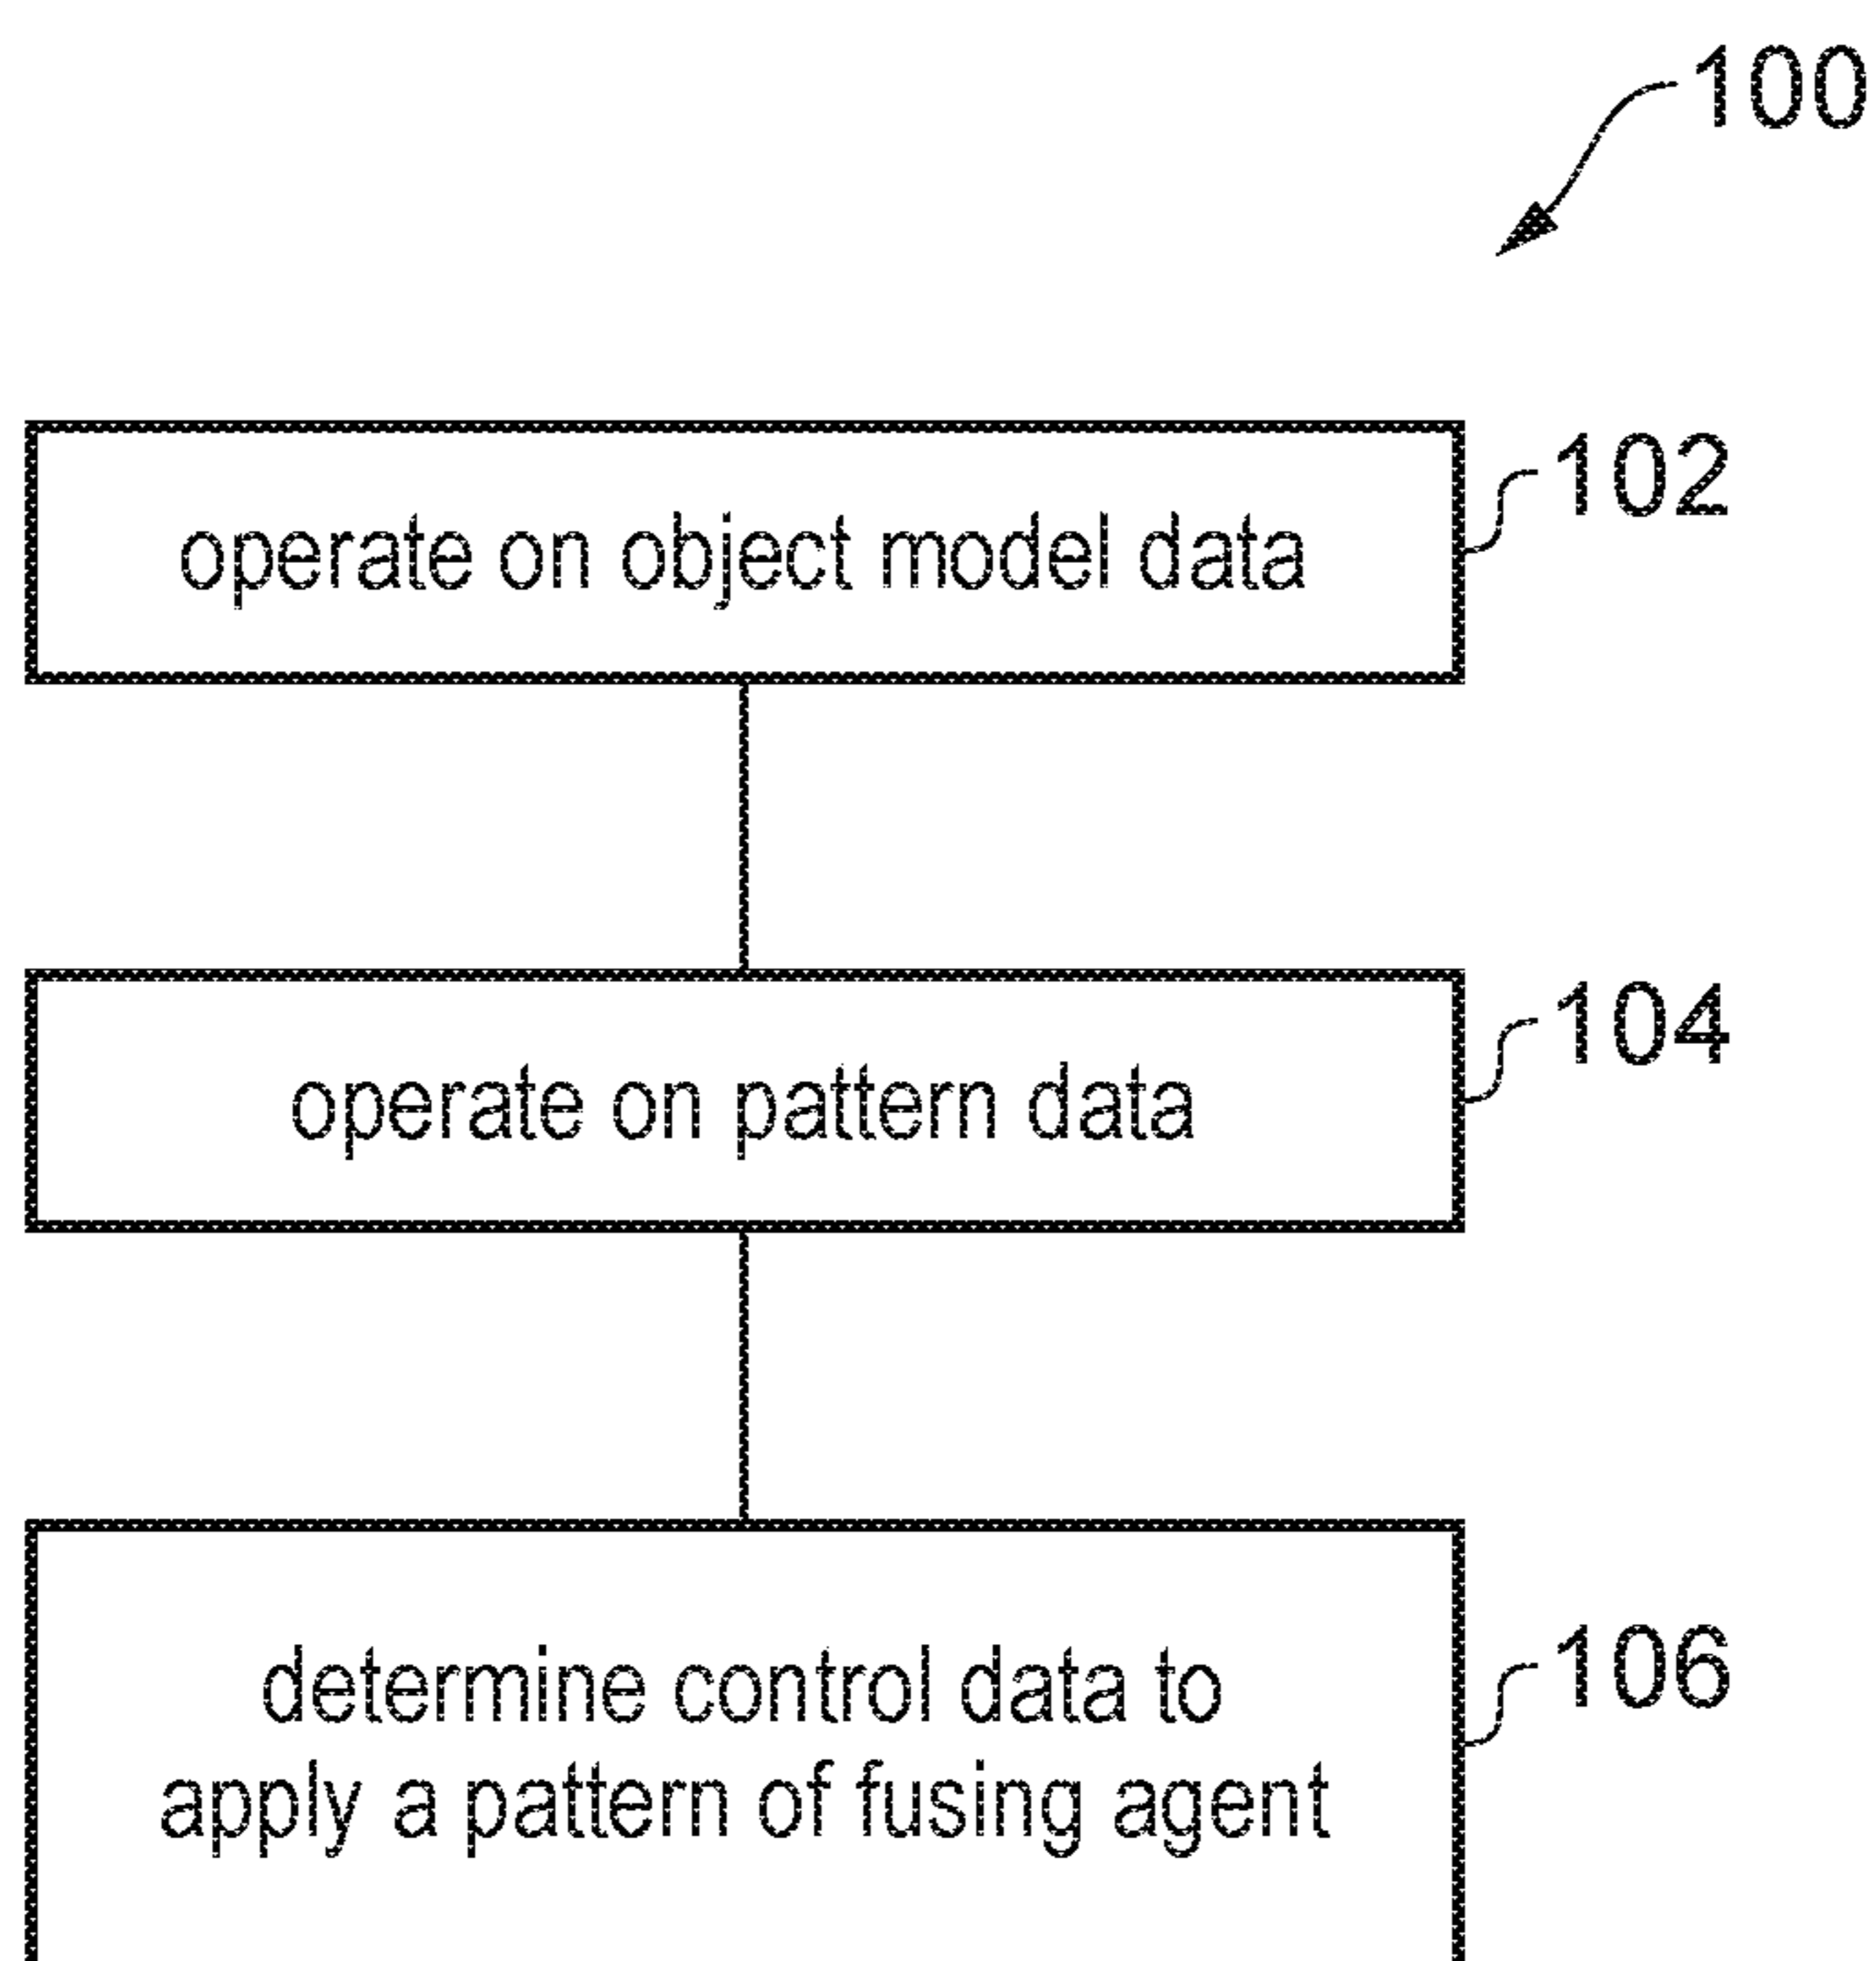 100
operate on object model data
102
operate on pattern data
104
determine control data to
apply a pattern of fusing agent
106